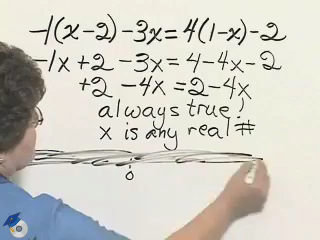 -1(x-2)-3x=4(1-x)-2
-1x+2-3x=4-4x-2
+2-4x=2-4x
always true!
x is any real #
0